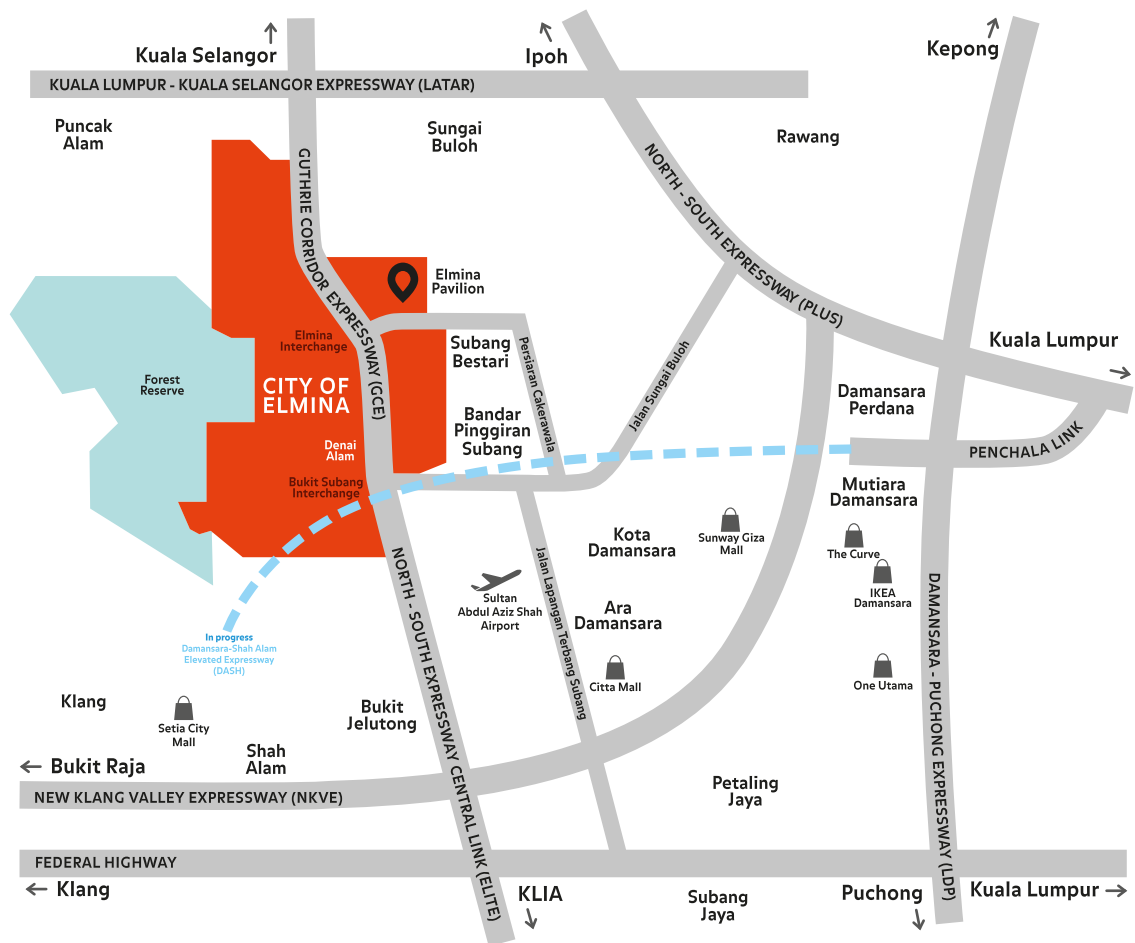 Kuala Selangor
Ipoh
Kepong
KUALA LUMPUR - KUALA SELANGOR EXPRESSWAY (LATAR)
Puncak
Alam
Sungai
Buloh
Rawang
GUTHRIE CORRIDOR EXPRESSWAY (GCE)
NORTH - SOUTH EXPRESSWAY (PLUS)
Elmina
Pavilion
Elmina
Interchange
Subang
Bestari
Persiaran Cakerawala
Jalan Sungai Buloh
Kuala Lumpur
Forest
Reserve
CITY OF
ELMINA
Damansara
Perdana
Bandar
Pinggiran
Subang
Denai
Alam
PENCHALA LINK
Bukit Subang
Interchange
Mutiara
Damansara
Kota
Damansara
Sunway Giza
Mall
The Curve
IKEA
Damansara
NORTH - SOUTH EXPRESSWAY CENTRAL LINK (ELITE)
Jalan Lapangan Terbang Subang
DAMANSARA - PUCHONG EXPRESSWAY (LDP)
Sultan
Abdul Aziz Shah
Airport
Ara
Damansara
In progress
Damansara-Shah Alam
Elevated Expressway
(DASH)
Citta Mall
One Utama
Klang
Setia City
Mall
Bukit
Jelutong
Shah
Alam
Bukit Raja
Petaling
Jaya
NEW KLANG VALLEY EXPRESSWAY (NKVE)
FEDERAL HIGHWAY
Klang
KLIA
Subang
Jaya
Puchong
Kuala Lumpur